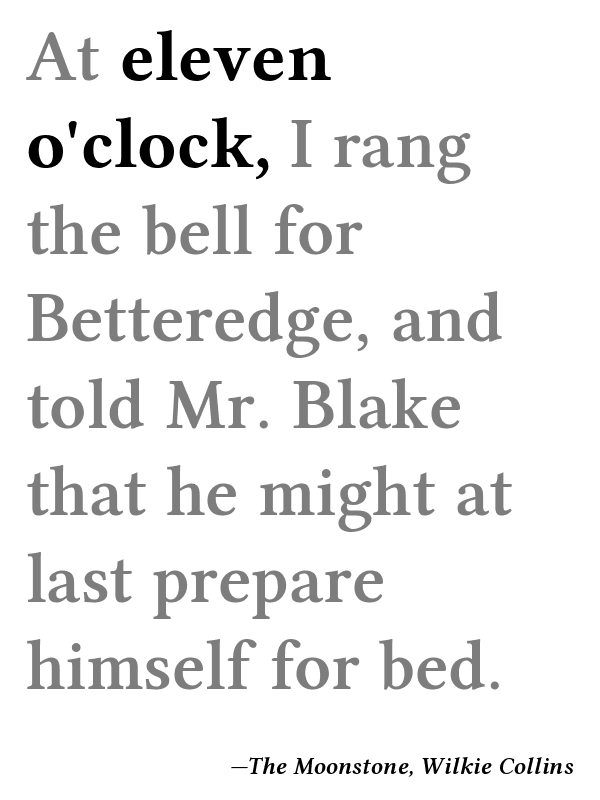 At eleven
o'clock, I rang
the bell for
Betteredge, and
told Mr. Blake
that he might at
last prepare
himself for bed.
—The Moonstone, Wilkie Collins